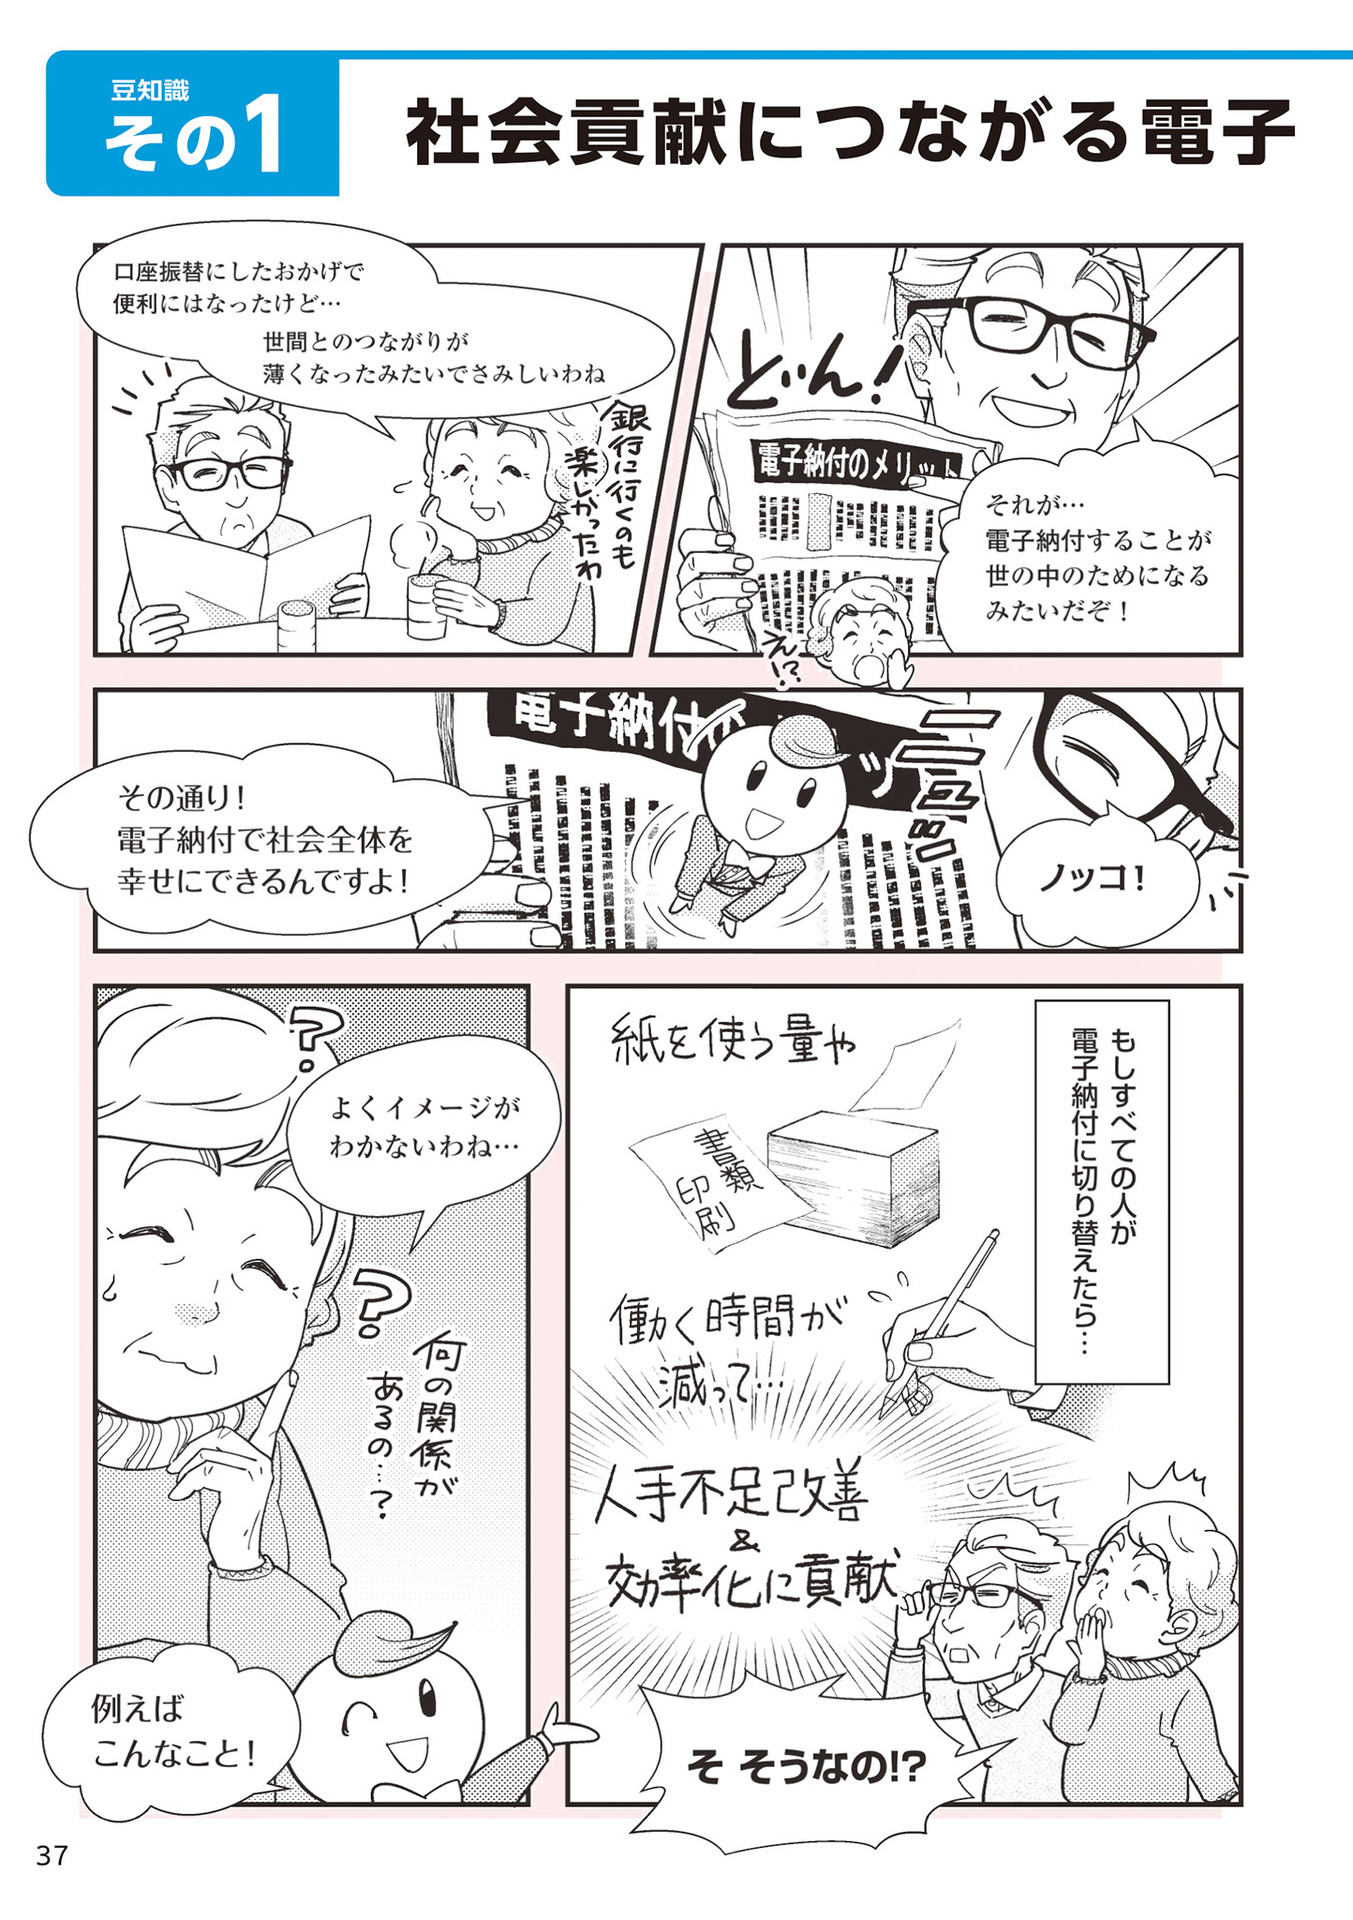 豆知識
その1
社会貢献につながる電子
口座振替にしたおかげで
便利にはなったけど…
世間とのつながりが
薄くなったみたいでさみしいわね
銀行に行くのも
楽しかったわ
どん！
電子納付のメリット
それが…
電子納付することが
世の中のためになる
みたいだぞ！
え!?
その通り！
電子納付で社会全体を
幸せにできるんですよ！
電子納付
ッ
ノッコ！
？
よくイメージが
わかないわね…
？
何の関係が
あるの…？
例えば
こんなこと！
もしすべての人が
電子納付に切り替えたら…
紙を使う量や
書類
印刷
働く時間が
減って…
人手不足改善
&
効率化に貢献
そ そうなの!?
37